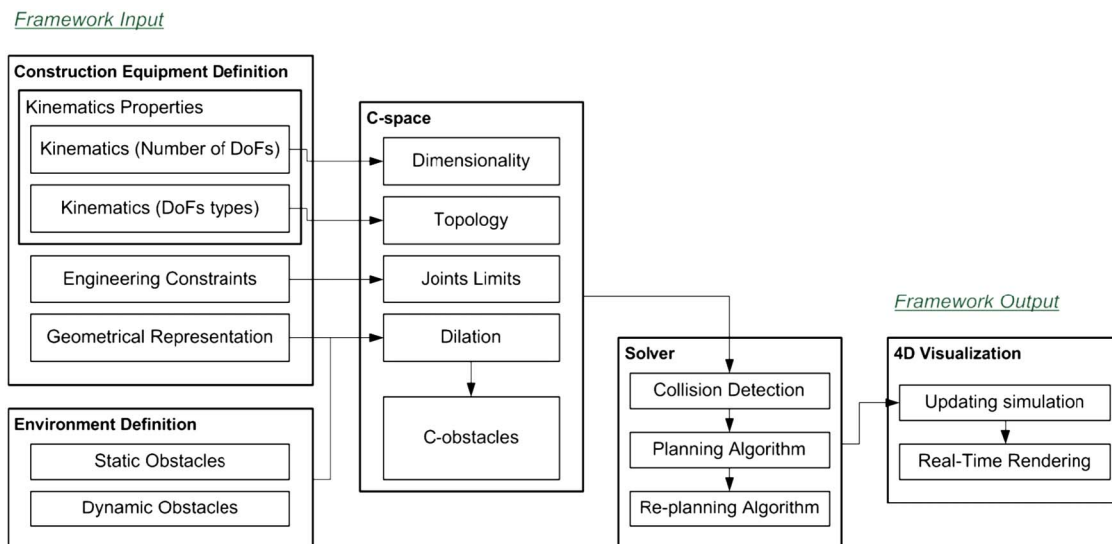 Framework Input
Construction Equipment Definition
Kinematics Properties
Kinematics (Number of DoFs)
Kinematics (DoFs types)
Engineering Constraints
Geometrical Representation
Environment Definition
Static Obstacles
Dynamic Obstacles
C-space
Dimensionality
Topology
Joints Limits
Dilation
C-obstacles
Solver
Collision Detection
Planning Algorithm
Re-planning Algorithm
Framework Output
4D Visualization
Updating simulation
Real-Time Rendering